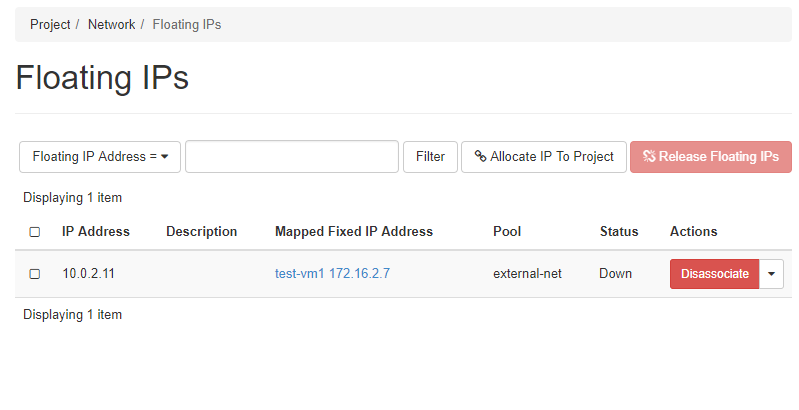 Project / Network / Floating IPs
Floating IPs
Floating IP Address = Filter Allocate IP To Project Release Floating IPs
Displaying 1 item
IP Address Description Mapped Fixed IP Address Pool Status Actions
10.0.2.11 test-vm1 172.16.2.7 external-net Down Disassociate
Displaying 1 item